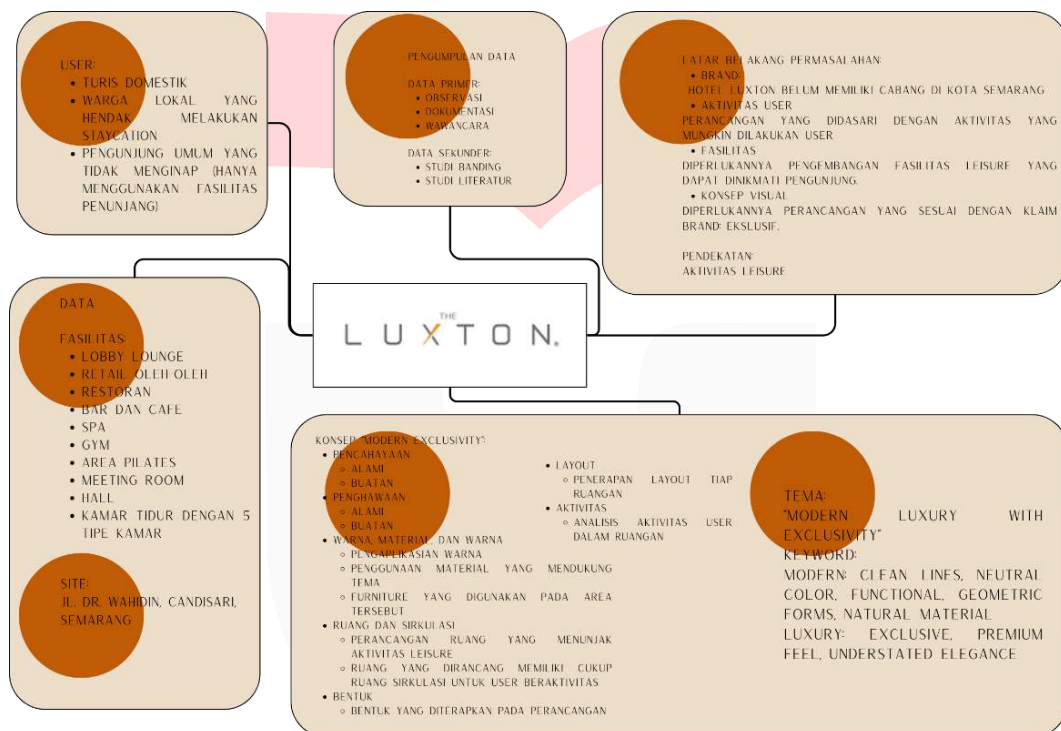 USER:
• TURIS DOMESTIK
• WARGA LOKAL YANG
HENDAK MELAKUKAN
STAYCATION
• PENGUNJUNG UMUM YANG
TIDAK MENGINAP (HANYA
MENGGUNAKAN FASILITAS
PENUNJANG)
PENGUMPULAN DATA
DATA PRIMER:
• OBSERVASI
• DOKUMENTASI
• WAWANCARA
DATA SEKUNDER:
• STUDI BANDING
• STUDI LITERATUR
LATAR BELAKANG PERMASALAHAN:
• BRAND:
HOTEL LUXTON BELUM MEMILIKI CABANG DI KOTA SEMARANG
• AKTIVITAS USER
PERANCANGAN YANG DIDASARI DENGAN AKTIVITAS YANG
MUNGKIN DILAKUKAN USER
• FASILITAS
DIPERLUKANNYA PENGEMBANGAN FASILITAS LEISURE YANG
DAPAT DINIKMATI PENGUNJUNG.
• KONSEP VISUAL
DIPERLUKANNYA PERANCANGAN YANG SESUAI DENGAN KLAIM
BRAND: EKSLUSIF.
PENDEKATAN:
AKTIVITAS LEISURE
DATA
FASILITAS:
• LOBBY LOUNGE
• RETAIL OLEH-OLEH
• RESTORAN
• BAR DAN CAFE
• SPA
• GYM
• AREA PILATES
• MEETING ROOM
• HALL
• KAMAR TIDUR DENGAN 5
TIPE KAMAR
SITE:
JL. DR. WAHIDIN, CANDISARI,
SEMARANG
THE
LUXTON.
KONSEP "MODERN EXCLUSIVITY":
• PENCAHAYAAN
◦ ALAMI
◦ BUATAN
• PENGHAWAAN
◦ ALAMI
◦ BUATAN
• WARNA, MATERIAL, DAN WARNA
◦ PENGAPLIKASIAN WARNA
◦ PENGGUNAAN MATERIAL YANG MENDUKUNG
TEMA
◦ FURNITURE YANG DIGUNAKAN PADA AREA
TERSEBUT
• RUANG DAN SIRKULASI
◦ PERANCANGAN RUANG YANG MENUNJAK
AKTIVITAS LEISURE
◦ RUANG YANG DIRANCANG MEMILIKI CUKUP
RUANG SIRKULASI UNTUK USER BERAKTIVITAS
• BENTUK
◦ BENTUK YANG DITERAPKAN PADA PERANCANGAN
• LAYOUT
◦ PENERAPAN LAYOUT TIAP
RUANGAN
• AKTIVITAS
◦ ANALISIS AKTIVITAS USER
DALAM RUANGAN
TEMA:
"MODERN LUXURY WITH
EXCLUSIVITY"
KEYWORD:
MODERN: CLEAN LINES, NEUTRAL
COLOR, FUNCTIONAL, GEOMETRIC
FORMS, NATURAL MATERIAL
LUXURY: EXCLUSIVE, PREMIUM
FEEL, UNDERSTATED ELEGANCE